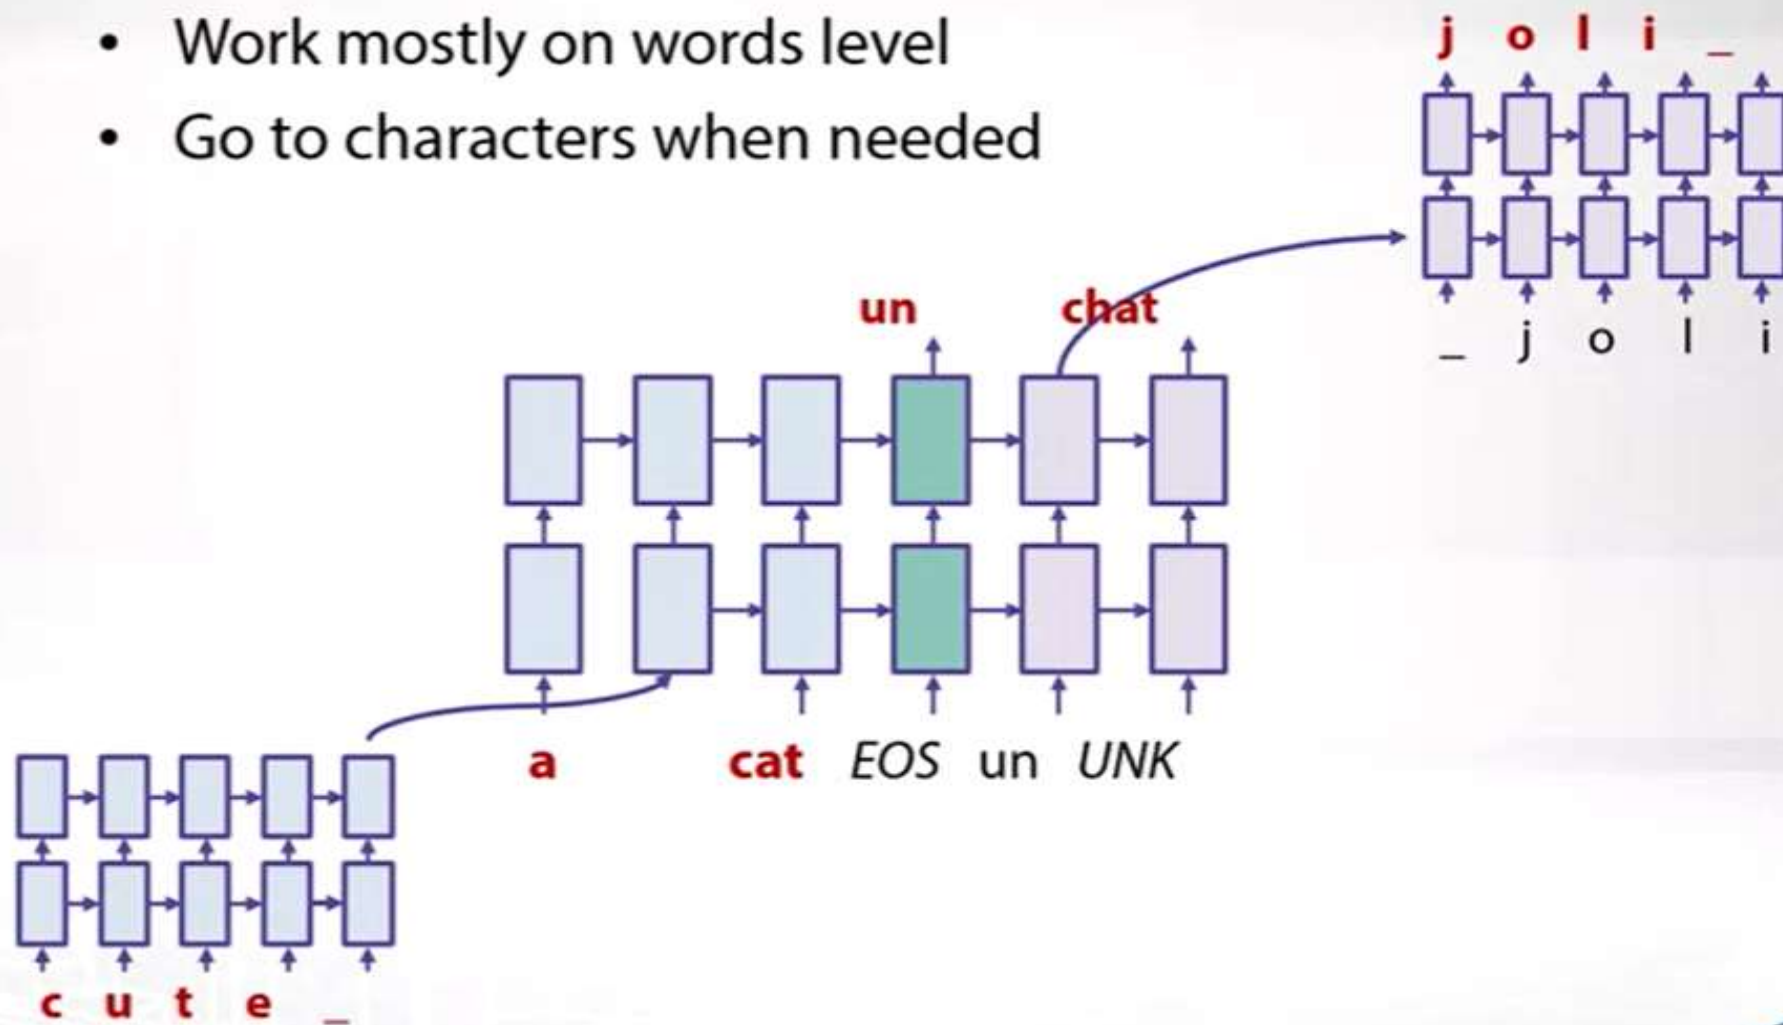 • Work mostly on words level
• Go to characters when needed
j o l i _
_ j o l i
un chat
a cat EOS un UNK
c u t e _